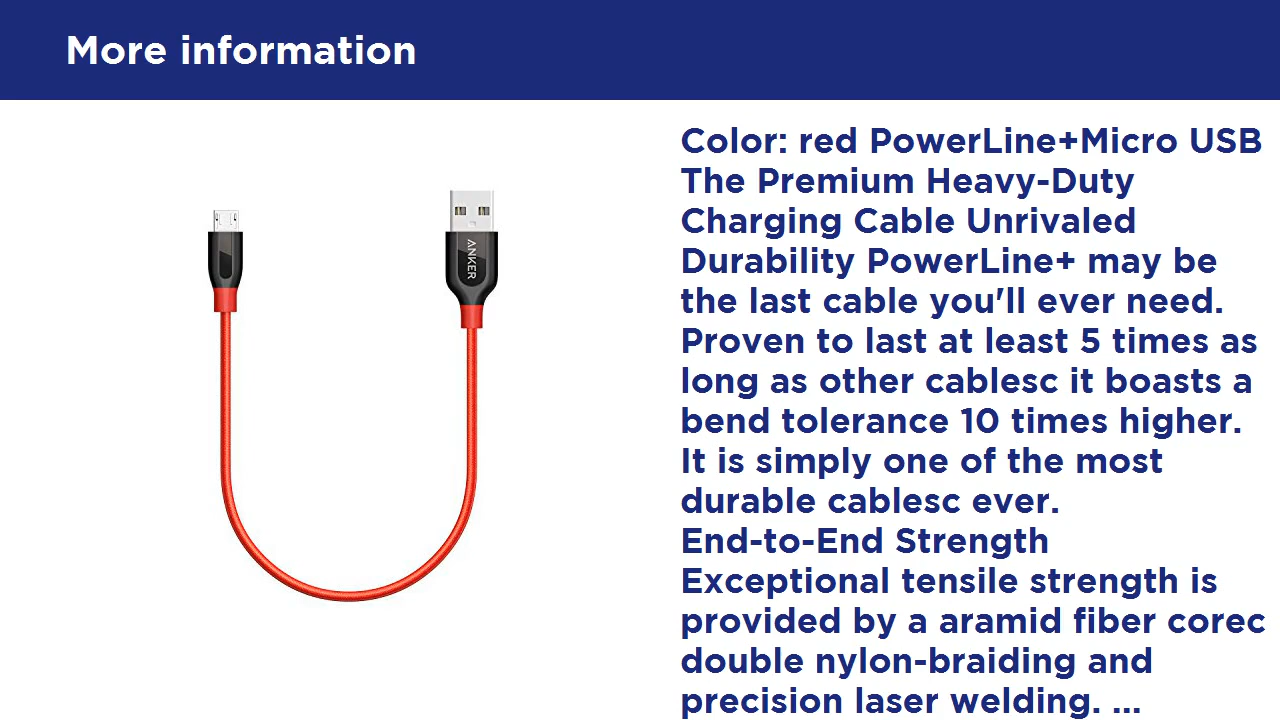 More information
Color: red PowerLine+Micro USB
The Premium Heavy-Duty
Charging Cable Unrivaled
Durability PowerLine+ may be
the last cable you'll ever need.
Proven to last at least 5 times as
long as other cablesc it boasts a
bend tolerance 10 times higher.
It is simply one of the most
durable cablesc ever.
End-to-End Strength
Exceptional tensile strength is
provided by a aramid fiber corec
double nylon-braiding and
precision laser welding. ...
ANKER